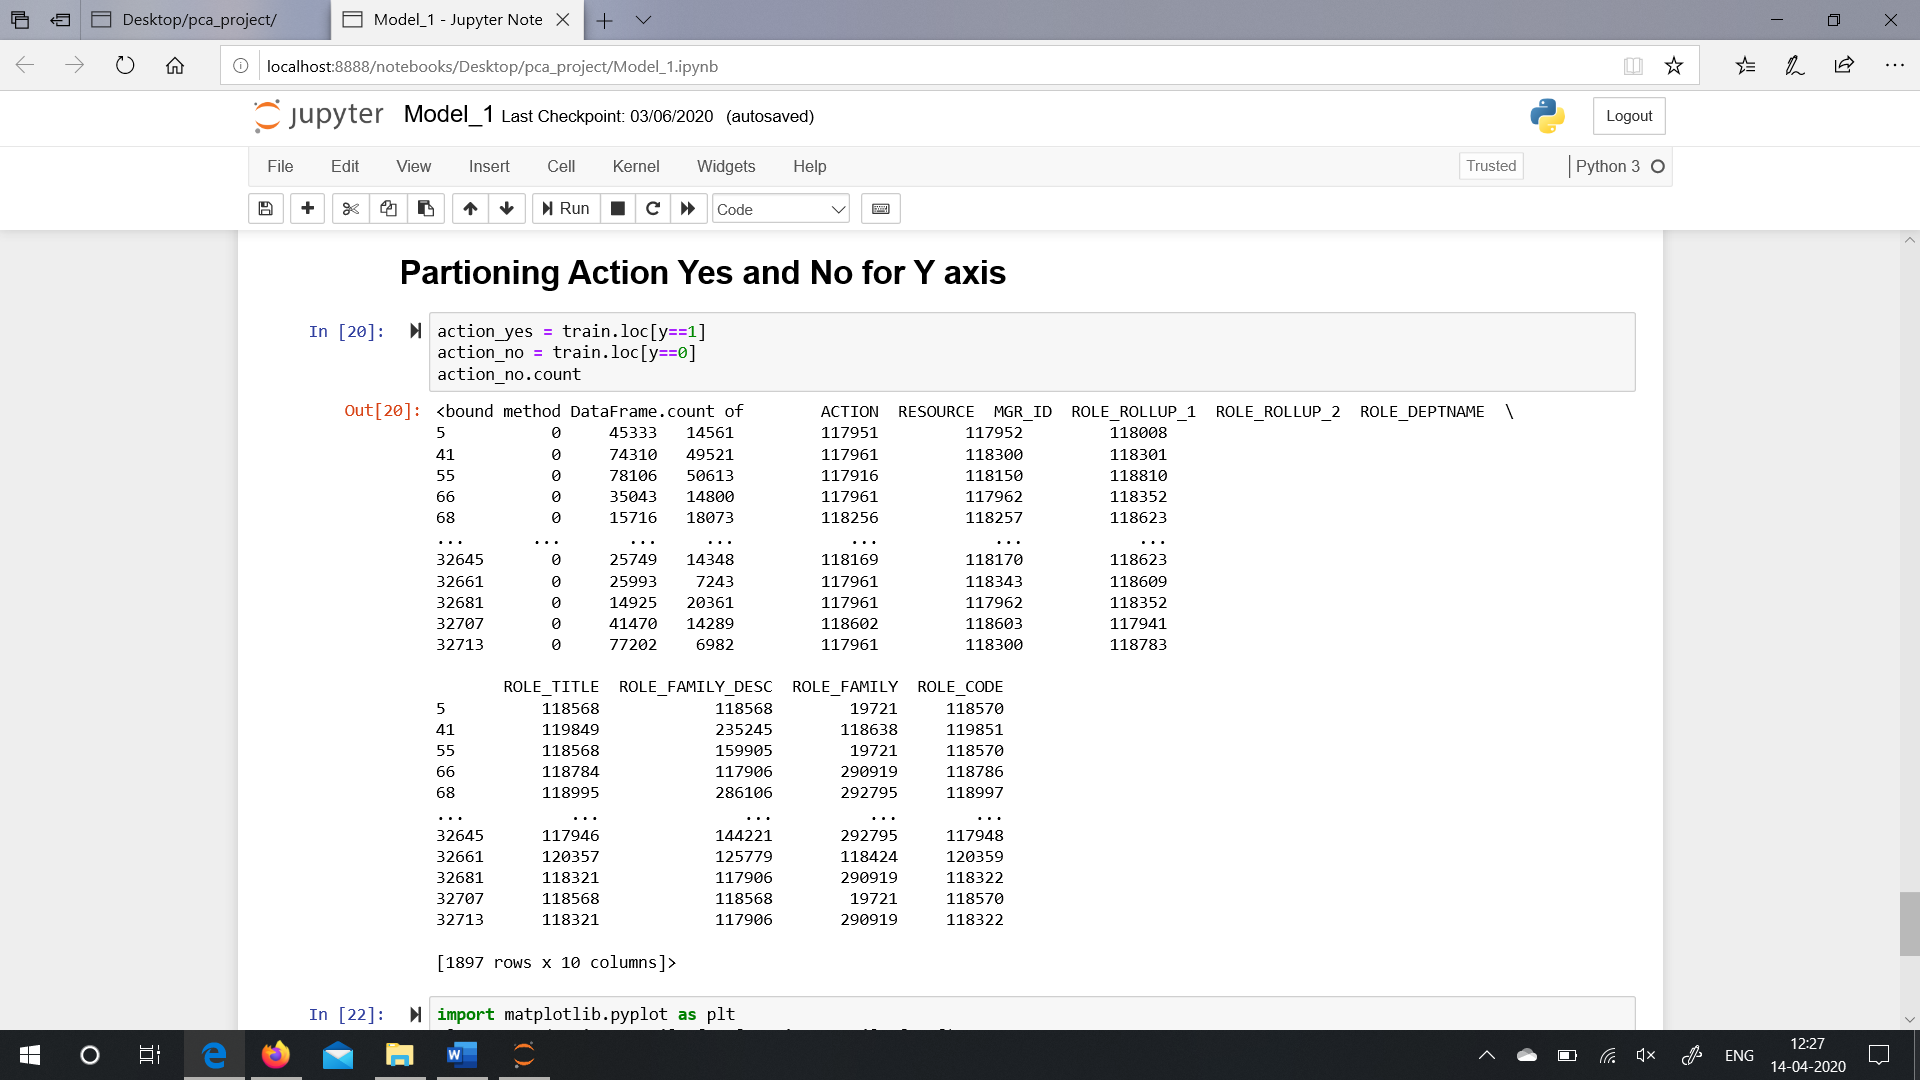 Desktop/pca_project/
Model_1 - Jupyter Note
localhost:8888/notebooks/Desktop/pca_project/Model_1.ipynb
jupyter Model_1 Last Checkpoint: 03/06/2020 (autosaved)
Logout
File Edit View Insert Cell Kernel Widgets Help
Trusted
Python 3
Run
Code
Partioning Action Yes and No for Y axis
In [20]:
action_yes = train.loc[y==1]
action_no = train.loc[y==0]
action_no.count
Out[20]: <bound method DataFrame.count of ACTION RESOURCE MGR_ID ROLE_ROLLUP_1 ROLE_ROLLUP_2 ROLE_DEPTNAME \
5 0 45333 14561 117951 117952 118008
41 0 74310 49521 117961 118300 118301
55 0 78106 50613 117916 118150 118810
66 0 35043 14800 117961 117962 118352
68 0 15716 18073 118256 118257 118623
... ... ... ... ... ... ...
32645 0 25749 14348 118169 118170 118623
32661 0 25993 7243 117961 118343 118609
32681 0 14925 20361 117961 117962 118352
32707 0 41470 14289 118602 118603 117941
32713 0 77202 6982 117961 118300 118783
ROLE_TITLE ROLE_FAMILY_DESC ROLE_FAMILY ROLE_CODE
5 118568 118568 19721 118570
41 119849 235245 118638 119851
55 118568 159905 19721 118570
66 118784 117906 290919 118786
68 118995 286106 292795 118997
... ... ... ... ...
32645 117946 144221 292795 117948
32661 120357 125779 118424 120359
32681 118321 117906 290919 118322
32707 118568 118568 19721 118570
32713 118321 117906 290919 118322
[1897 rows x 10 columns]>
In [22]: import matplotlib.pyplot as plt
ENG
12:27
14-04-2020